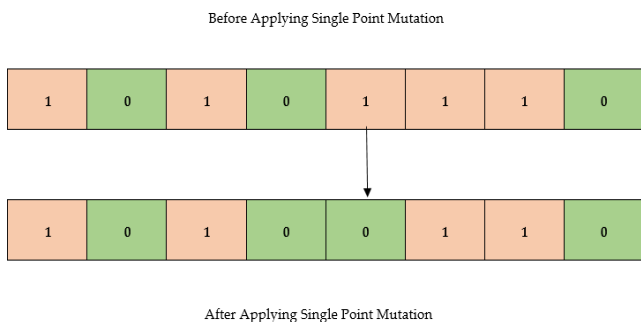 Before Applying Single Point Mutation
1 0 1 0 1 1 1 0
1 0 1 0 0 1 1 0
After Applying Single Point Mutation